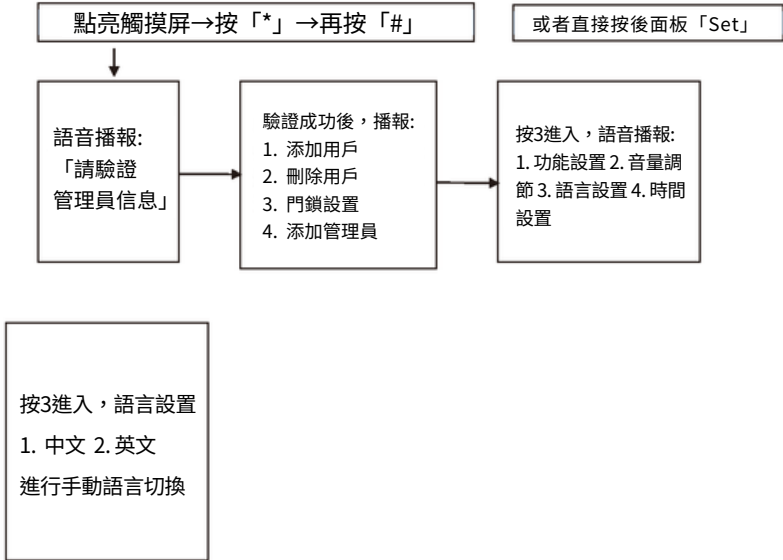 點亮觸摸屏→按「*」→再按「#」
或者直接按後面板「Set」
語音播報:
「請驗證
管理員信息」
驗證成功後，播報:
1. 添加用戶
2. 刪除用戶
3. 門鎖設置
4. 添加管理員
按3進入，語音播報:
1. 功能設置 2. 音量調
節 3. 語言設置 4. 時間
設置
按3進入，語言設置
1. 中文 2. 英文
進行手動語言切換